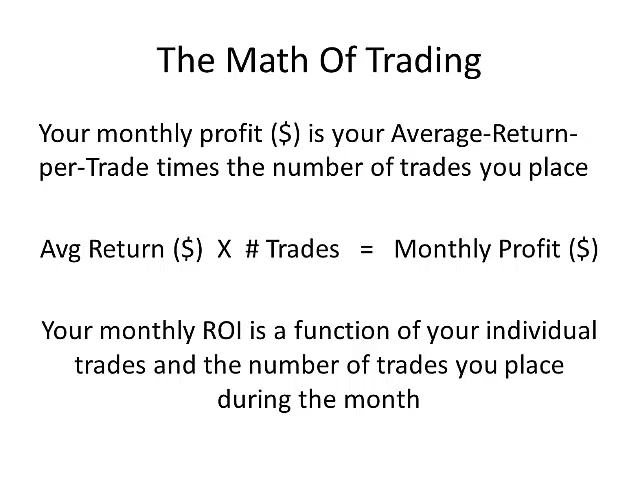 The Math Of Trading
Your monthly profit ($) is your Average-Return-
per-Trade times the number of trades you place
Avg Return ($) X # Trades = Monthly Profit ($)
Your monthly ROI is a function of your individual
trades and the number of trades you place
during the month